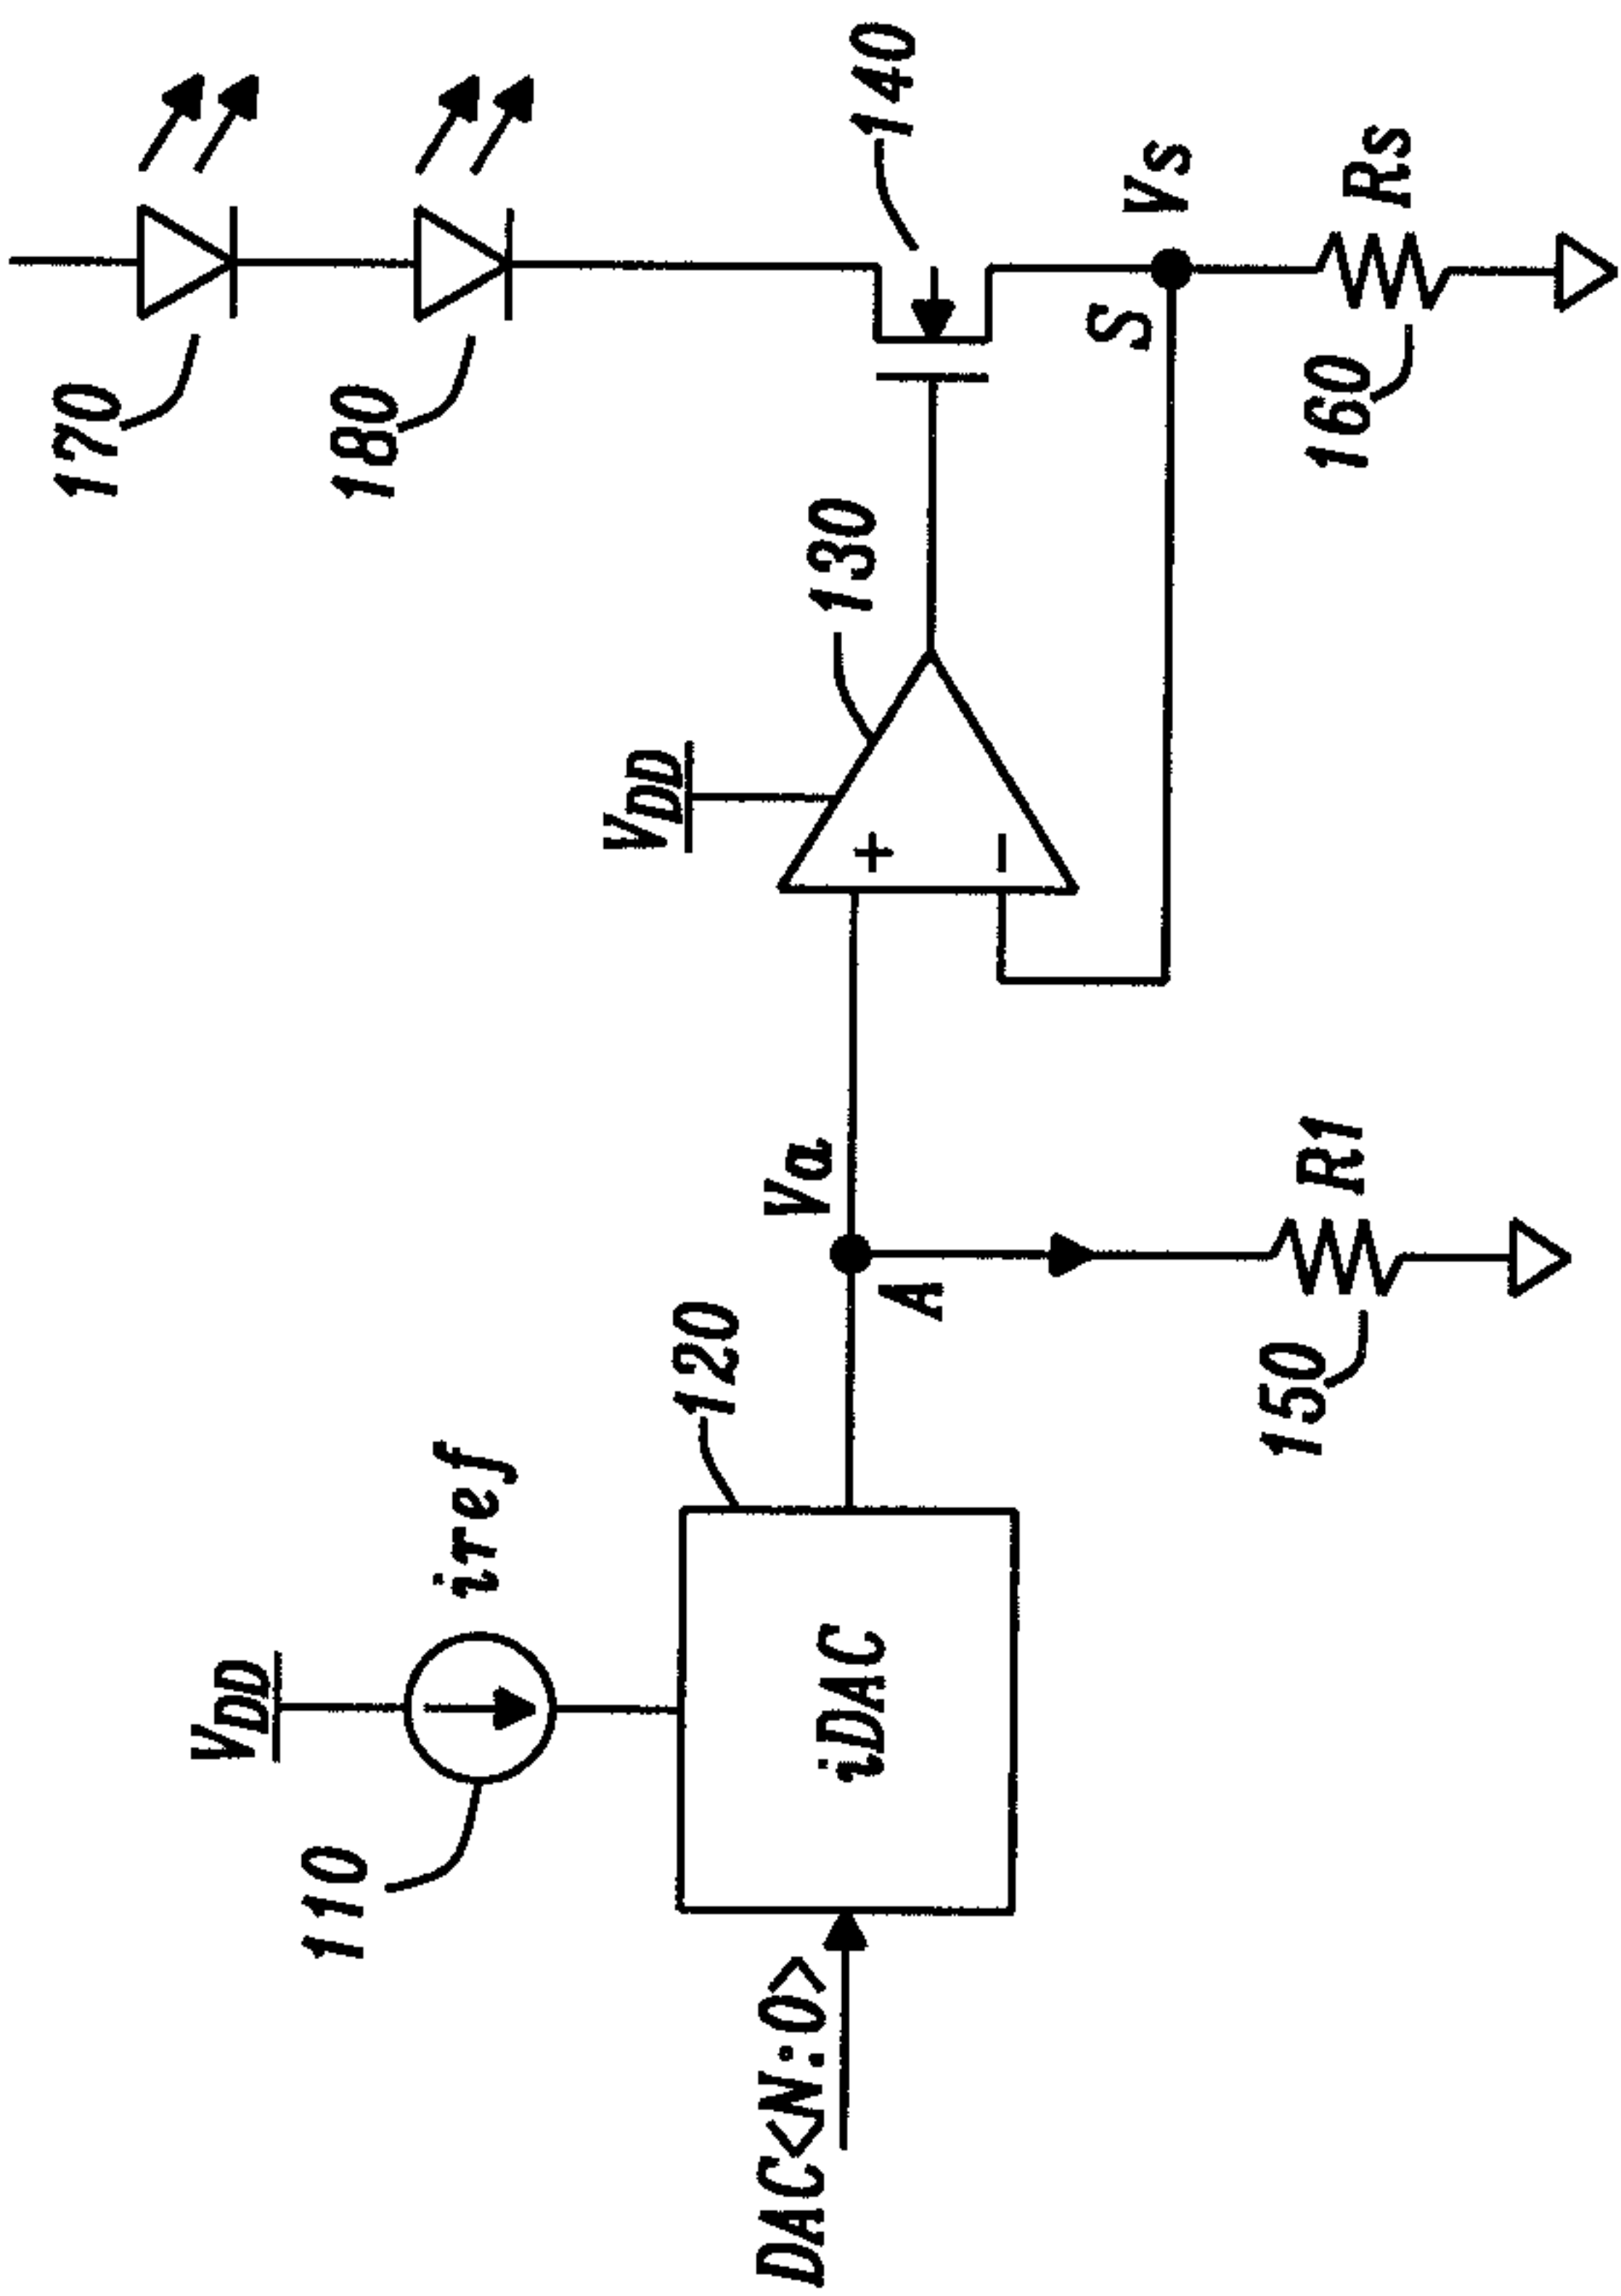 170
180
140
VDD
130
S
Vs
160
Rs
VDD
110
iref
120
Va
A
iDAC
DAC<N:0>
150
R1
+
−